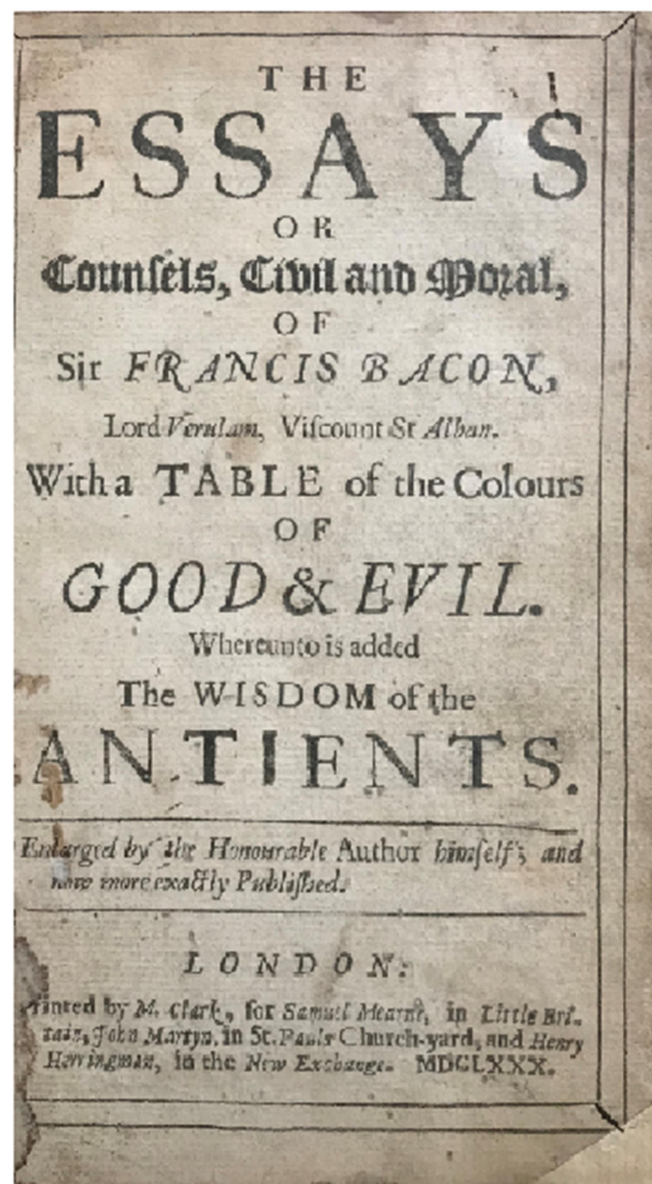 THE
ESSAYS
OR
Counſels, Civil and Moral,
OF
Sir FRANCIS BACON,
Lord Verulam, Viſcount St Alban.
With a TABLE of the Colours
OF
GOOD & EVIL.
Whereunto is added
The WISDOM of the
ANTIENTS.
Enlarged by the Honourable Author himſelf; and
now more exactly Publiſhed.
LONDON:
Printed by M. Clark, for Samuel Mearne, in Little Bri-
tain, John Martyn, in St. Pauls Church-yard, and Henry
Herringman, in the New Exchange. MDCLXXX.